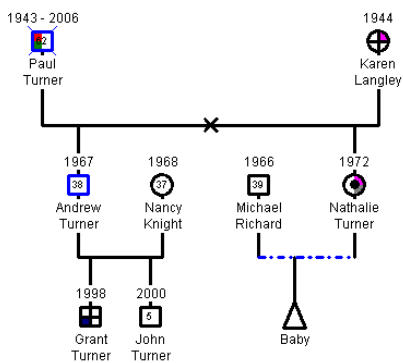 1943 - 2006
1944
62
Paul
Turner
Karen
Langley
1967
1968
1966
1972
38
37
39
Andrew
Turner
Nancy
Knight
Michael
Richard
Nathalie
Turner
1998
2000
5
Grant
Turner
John
Turner
Baby